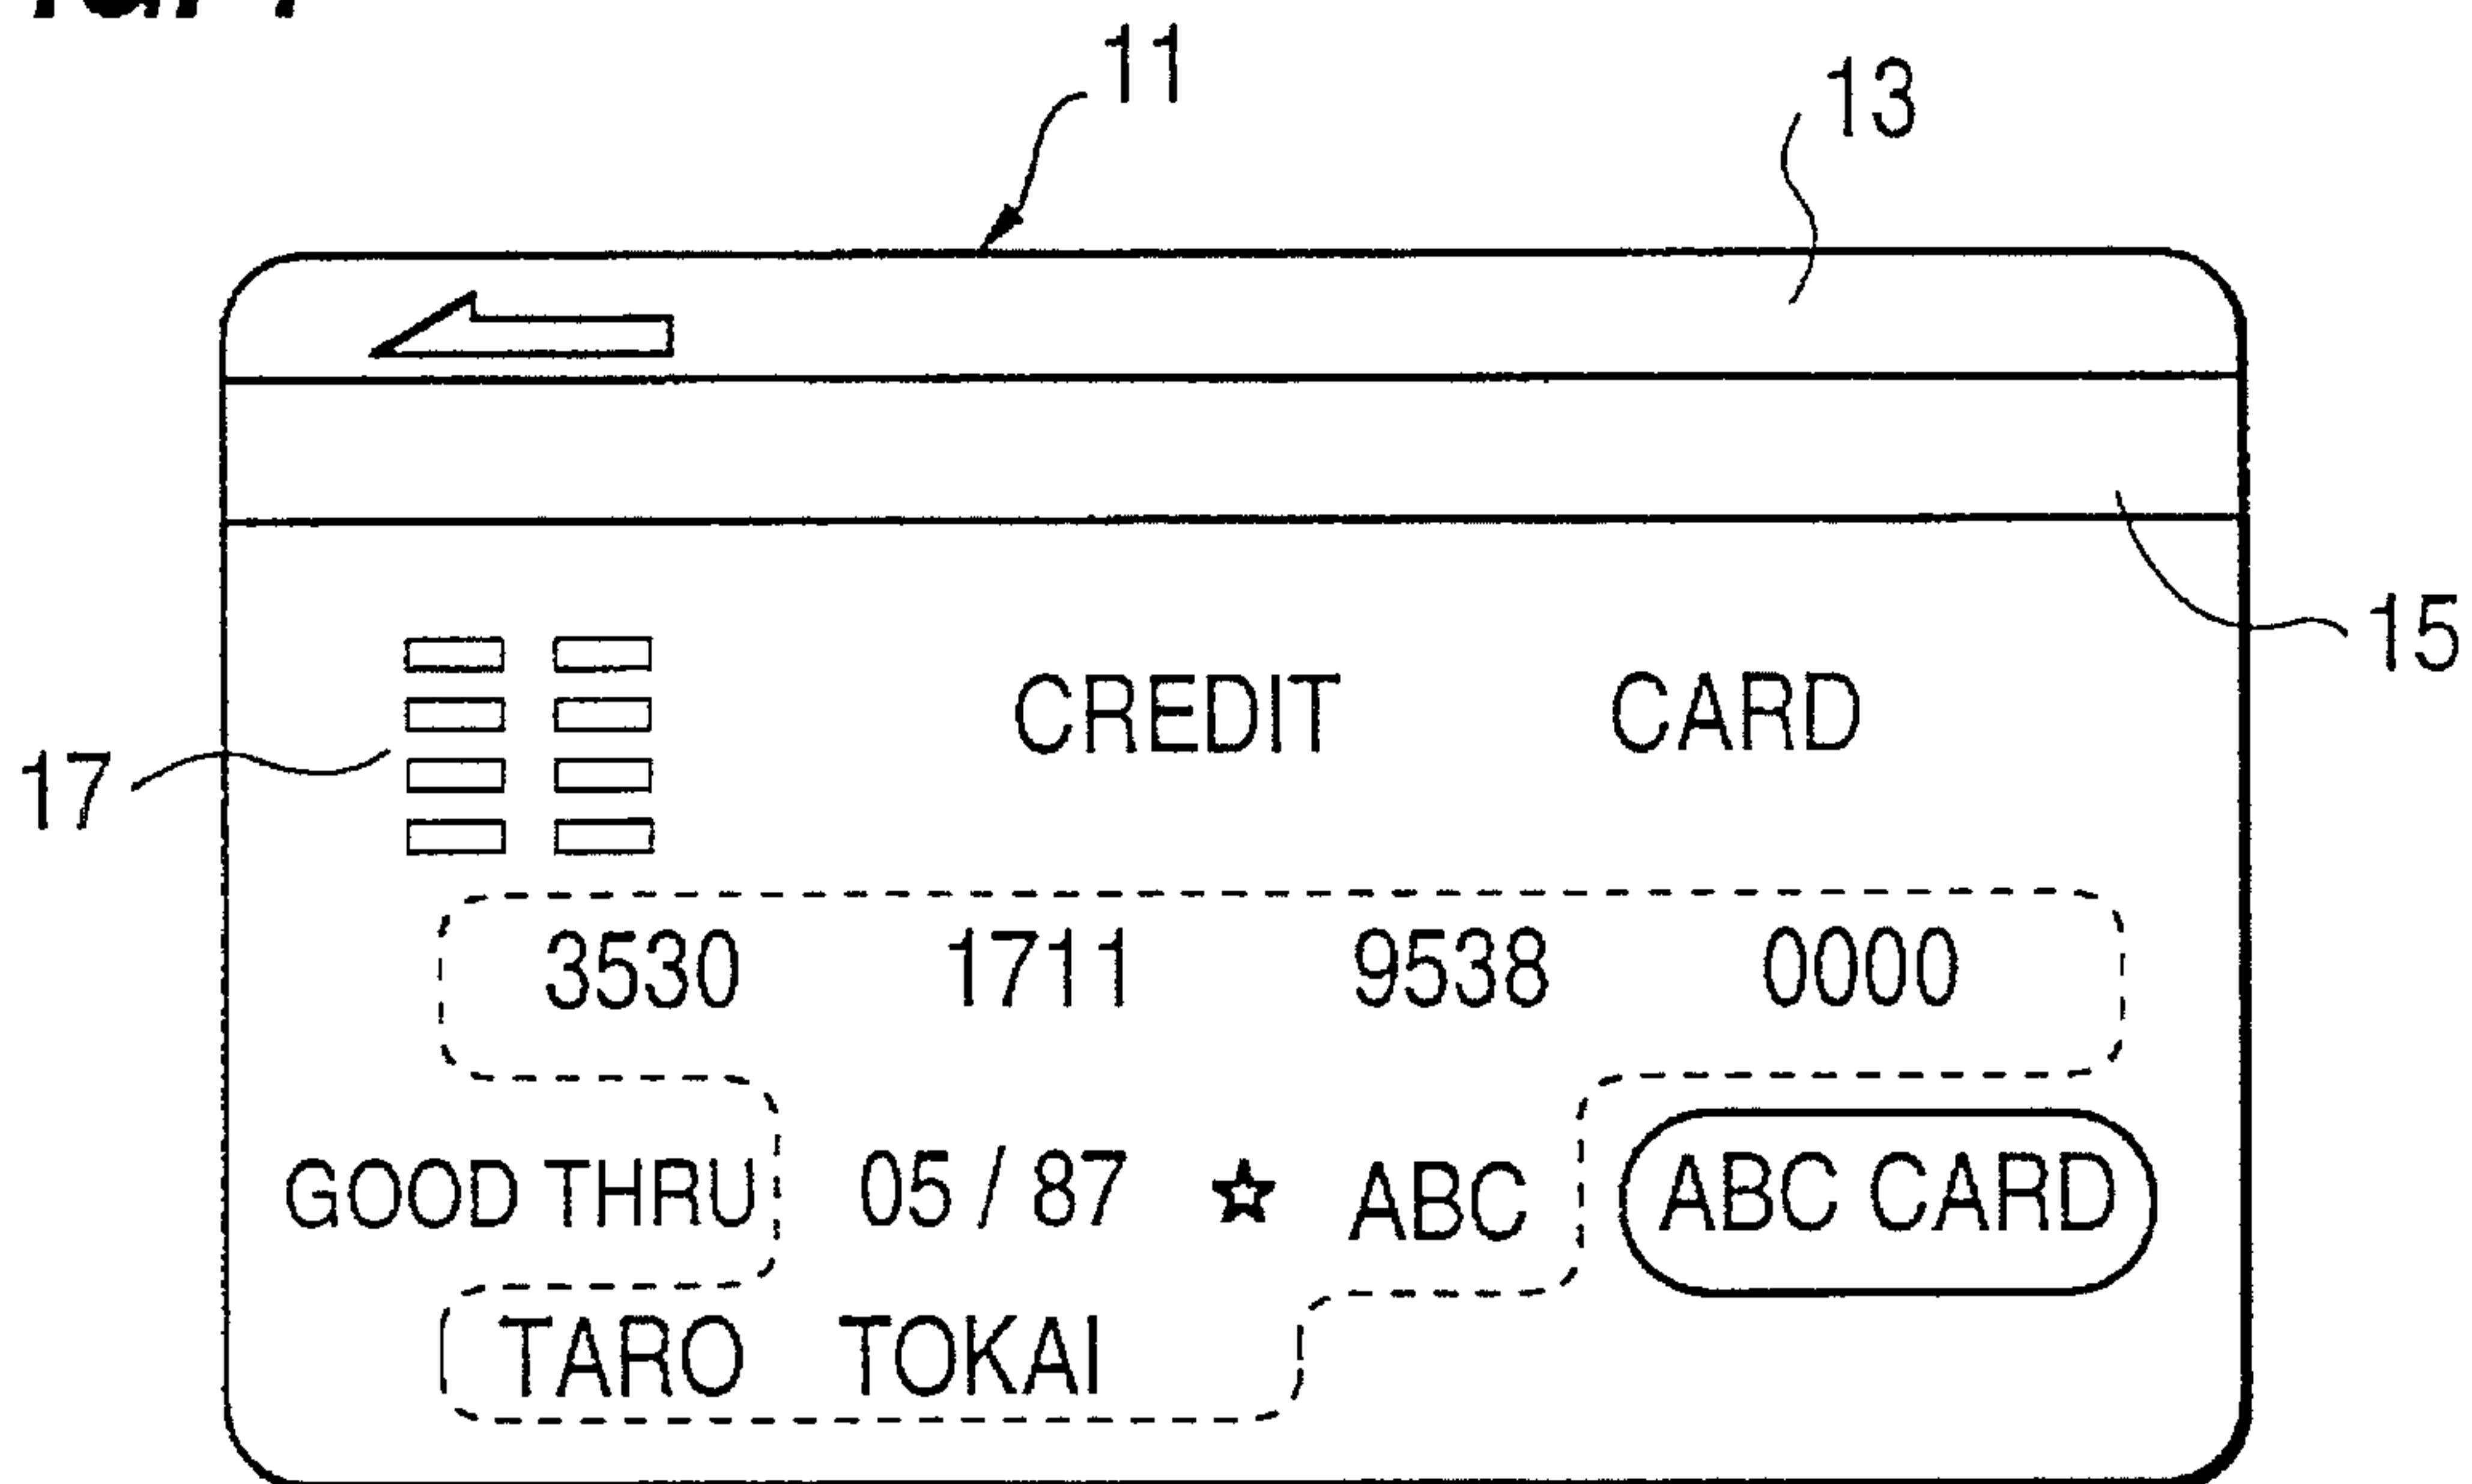 11
13
15
CREDIT CARD
17
3530 1711 9538 0000
GOOD THRU 05 / 87 ☆ ABC ABC CARD
TARO TOKAI